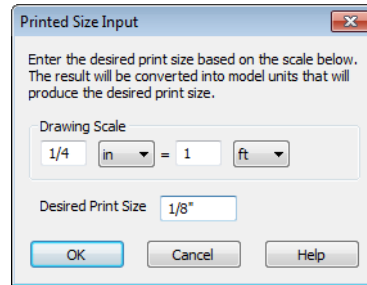 Printed Size Input
Enter the desired print size based on the scale below.
The result will be converted into model units that will
produce the desired print size.
Drawing Scale
1/4 in = 1 ft
Desired Print Size 1/8"
OK Cancel Help